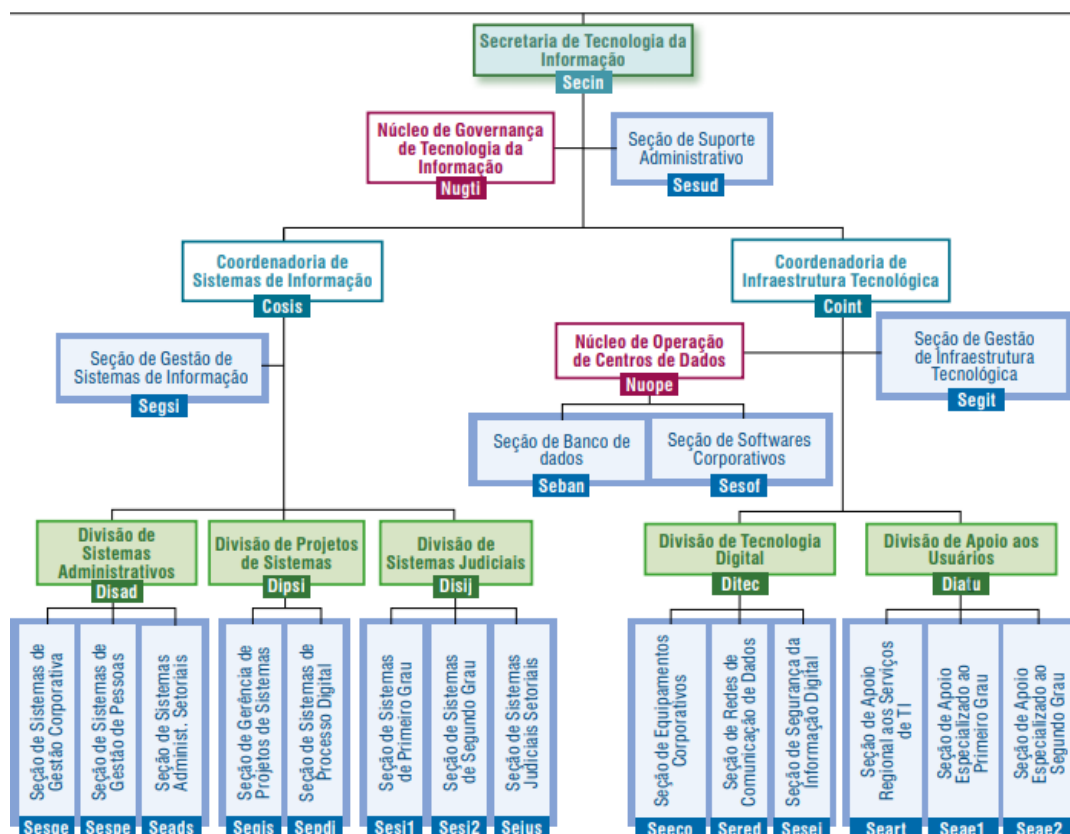 Secretaria de Tecnologia da
Informação
Secin
Núcleo de Governança
de Tecnologia da
Informação
Nugti
Seção de Suporte
Administrativo
Sesud
Coordenadoria de
Sistemas de Informação
Cosis
Coordenadoria de
Infraestrutura Tecnológica
Coint
Seção de Gestão de
Sistemas de Informação
Segsi
Núcleo de Operação
de Centros de Dados
Nuope
Seção de Gestão
de Infraestrutura
Tecnológica
Segit
Seção de Banco de
dados
Seban
Seção de Softwares
Corporativos
Sesof
Divisão de
Sistemas
Administrativos
Disad
Divisão de Projetos
de Sistemas
Dipsi
Divisão de
Sistemas Judiciais
Disij
Divisão de Tecnologia
Digital
Ditec
Divisão de Apoio aos
Usuários
Diatu
Seção de Sistemas de
Gestão Corporativa
Sesge
Seção de Sistemas de
Gestão de Pessoas
Sespe
Seção de Sistemas
Administ. Setoriais
Seads
Seção de Gerência de
Projetos de Sistemas
Segis
Seção de Sistemas de
Processo Digital
Sepdi
Seção de Sistemas
de Primeiro Grau
Sesi1
Seção de Sistemas
de Segundo Grau
Sesi2
Seção de Sistemas
Judiciais Setoriais
Sejus
Seção de Equipamentos
Corporativos
Seeco
Seção de Redes de
Comunicação de Dados
Sered
Seção de Segurança da
Informação Digital
Sesei
Seção de Apoio
Regional aos Serviços
de TI
Seart
Seção de Apoio
Especializado ao
Primeiro Grau
Seae1
Seção de Apoio
Especializado ao
Segundo Grau
Seae2